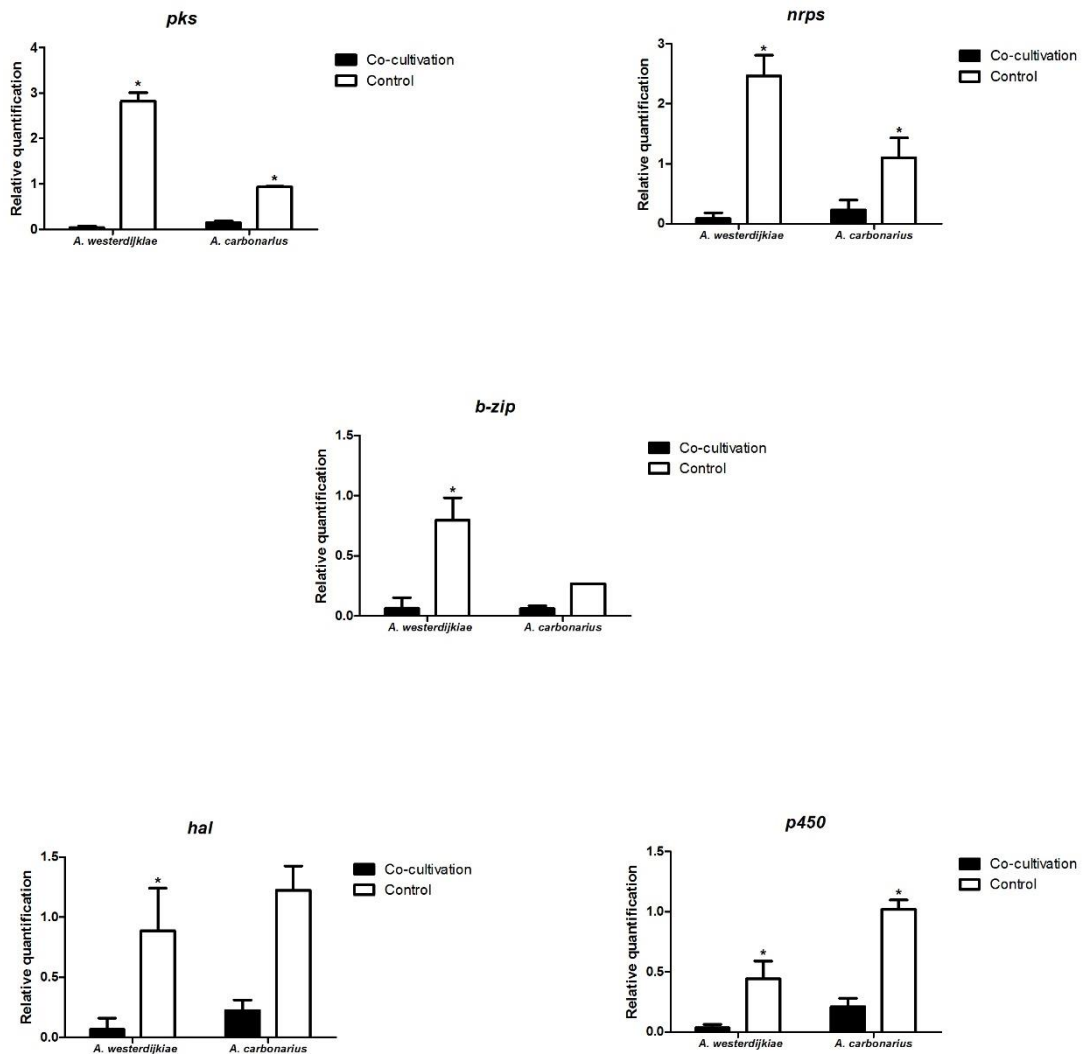 pks
4
3
2
1
0
Relative quantification
*
*
A. westerdijkiae
A. carbonarius
Co-cultivation
Control
nrps
3
2
1
0
Relative quantification
*
*
A. westerdijkiae
A. carbonarius
Co-cultivation
Control
b-zip
1.5
1.0
0.5
0.0
Relative quantification
*
A. westerdijkiae
A. carbonarius
Co-cultivation
Control
hal
1.5
1.0
0.5
0.0
Relative quantification
*
A. westerdijkiae
A. carbonarius
Co-cultivation
Control
p450
1.5
1.0
0.5
0.0
Relative quantification
*
*
A. westerdijkiae
A. carbonarius
Co-cultivation
Control